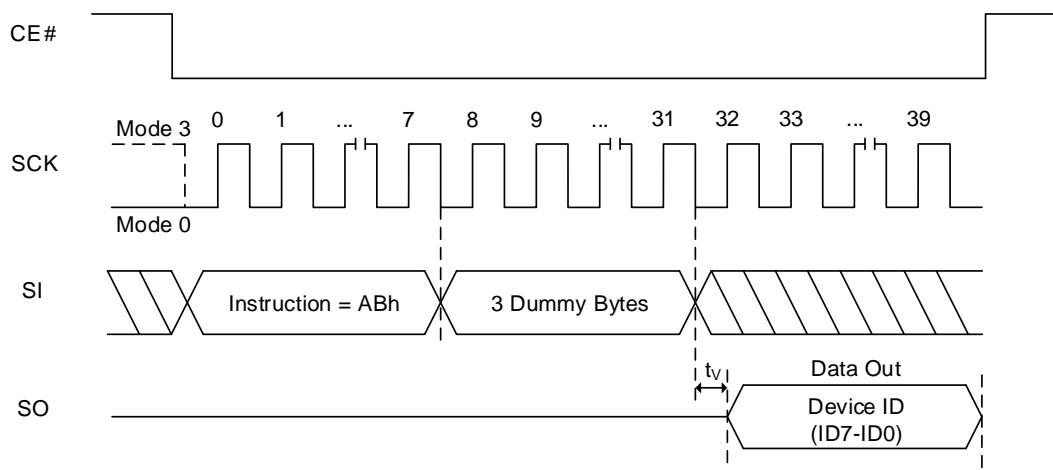 CE#
0 1 ... 7 8 9 ... 31 32 33 ... 39
Mode 3
SCK
Mode 0
SI
Instruction = ABh
3 Dummy Bytes
tV
Data Out
SO
Device ID
(ID7-ID0)